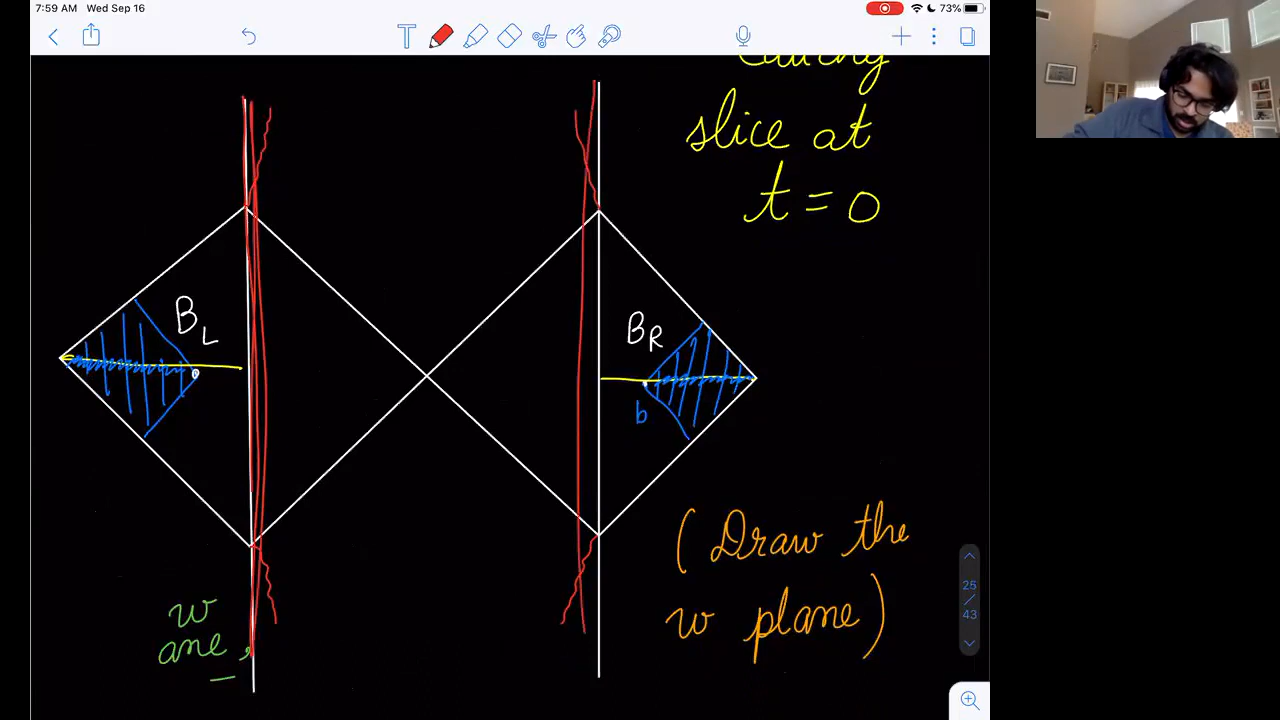 7:59 AM Wed Sep 16
73%
T
slice at
t = 0
B_L
B_R
b
(Draw the
w plane)
w
ane,
25
/
43